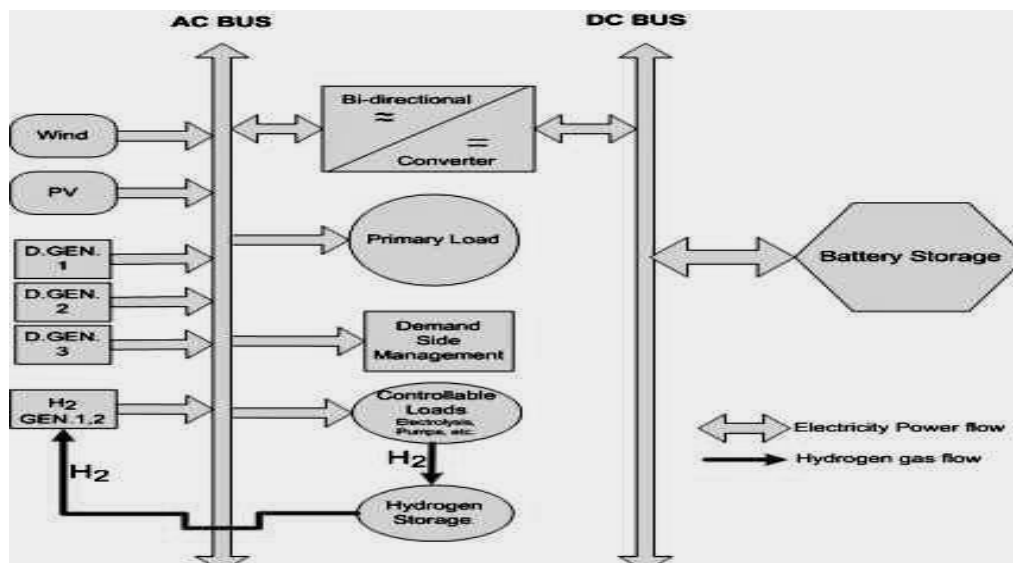 AC BUS
DC BUS
Bi-directional
≈
=
Converter
Wind
PV
Primary Load
D.GEN.
1
D.GEN.
2
D.GEN.
3
Battery Storage
Demand
Side
Management
H2
GEN.1,2
Controllable
Loads
Electrolysis,
Pumps, etc.
H2
H2
Hydrogen
Storage
Electricity Power flow
Hydrogen gas flow